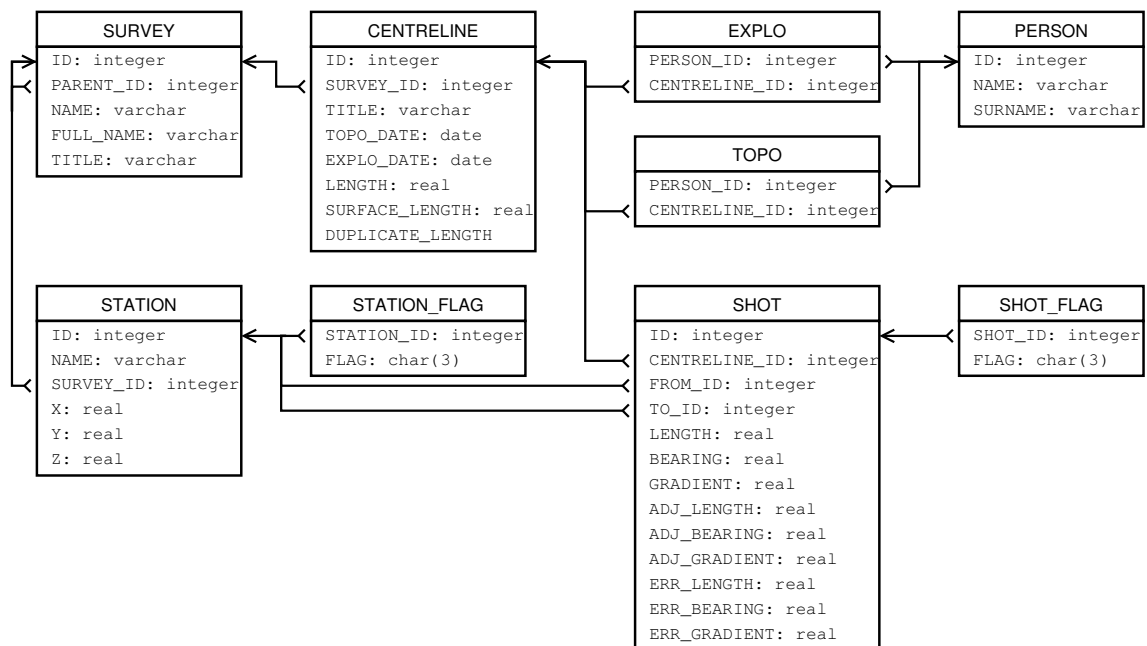 SURVEY
ID: integer
PARENT_ID: integer
NAME: varchar
FULL_NAME: varchar
TITLE: varchar
CENTRELINE
ID: integer
SURVEY_ID: integer
TITLE: varchar
TOPO_DATE: date
EXPLO_DATE: date
LENGTH: real
SURFACE_LENGTH: real
DUPLICATE_LENGTH
EXPLO
PERSON_ID: integer
CENTRELINE_ID: integer
PERSON
ID: integer
NAME: varchar
SURNAME: varchar
TOPO
PERSON_ID: integer
CENTRELINE_ID: integer
STATION
ID: integer
NAME: varchar
SURVEY_ID: integer
X: real
Y: real
Z: real
STATION_FLAG
STATION_ID: integer
FLAG: char(3)
SHOT
ID: integer
CENTRELINE_ID: integer
FROM_ID: integer
TO_ID: integer
LENGTH: real
BEARING: real
GRADIENT: real
ADJ_LENGTH: real
ADJ_BEARING: real
ADJ_GRADIENT: real
ERR_LENGTH: real
ERR_BEARING: real
ERR_GRADIENT: real
SHOT_FLAG
SHOT_ID: integer
FLAG: char(3)